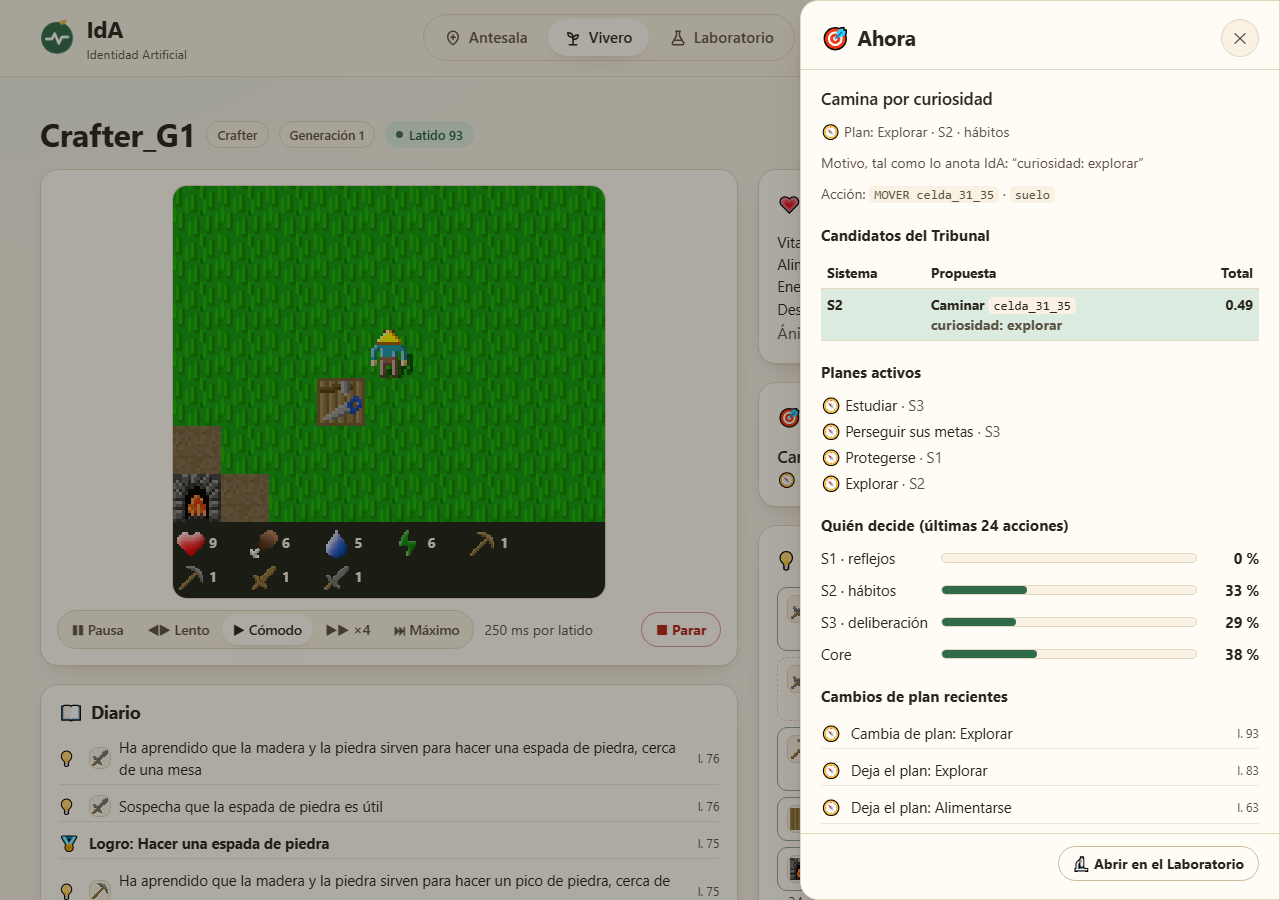 IdA
Identidad Artificial
Antesala
Vivero
Laboratorio
Crafter_G1
Crafter
Generación 1
Latido 93
9
6
5
6
1
1
1
1
Pausa
Lento
Cómodo
×4
Máximo
250 ms por latido
Parar
Diario
Ha aprendido que la madera y la piedra sirven para hacer una espada de piedra, cerca
de una mesa
l. 76
Sospecha que la espada de piedra es útil
l. 76
Logro: Hacer una espada de piedra
l. 75
Ha aprendido que la madera y la piedra sirven para hacer un pico de piedra, cerca de
l. 75
Ahora
Camina por curiosidad
Plan: Explorar · S2 · hábitos
Motivo, tal como lo anota IdA: “curiosidad: explorar”
Acción: MOVER celda_31_35 · suelo
Candidatos del Tribunal
Sistema Propuesta Total
S2 Caminar celda_31_35 0.49
curiosidad: explorar
Planes activos
Estudiar · S3
Perseguir sus metas · S3
Protegerse · S1
Explorar · S2
Quién decide (últimas 24 acciones)
S1 · reflejos 0 %
S2 · hábitos 33 %
S3 · deliberación 29 %
Core 38 %
Cambios de plan recientes
Cambia de plan: Explorar l. 93
Deja el plan: Explorar l. 83
Deja el plan: Alimentarse l. 63
Abrir en el Laboratorio